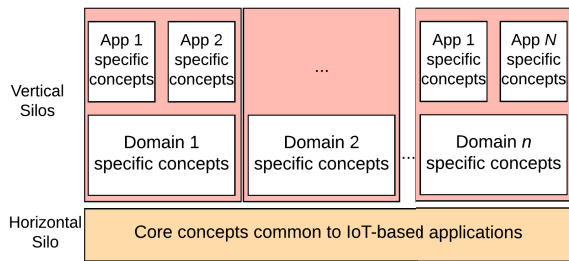 Vertical
Silos
App 1
specific
concepts
App 2
specific
concepts
...
App 1
specific
concepts
App N
specific
concepts
Domain 1
specific concepts
Domain 2
specific concepts
...
Domain n
specific concepts
Horizontal
Silo
Core concepts common to IoT-based applications